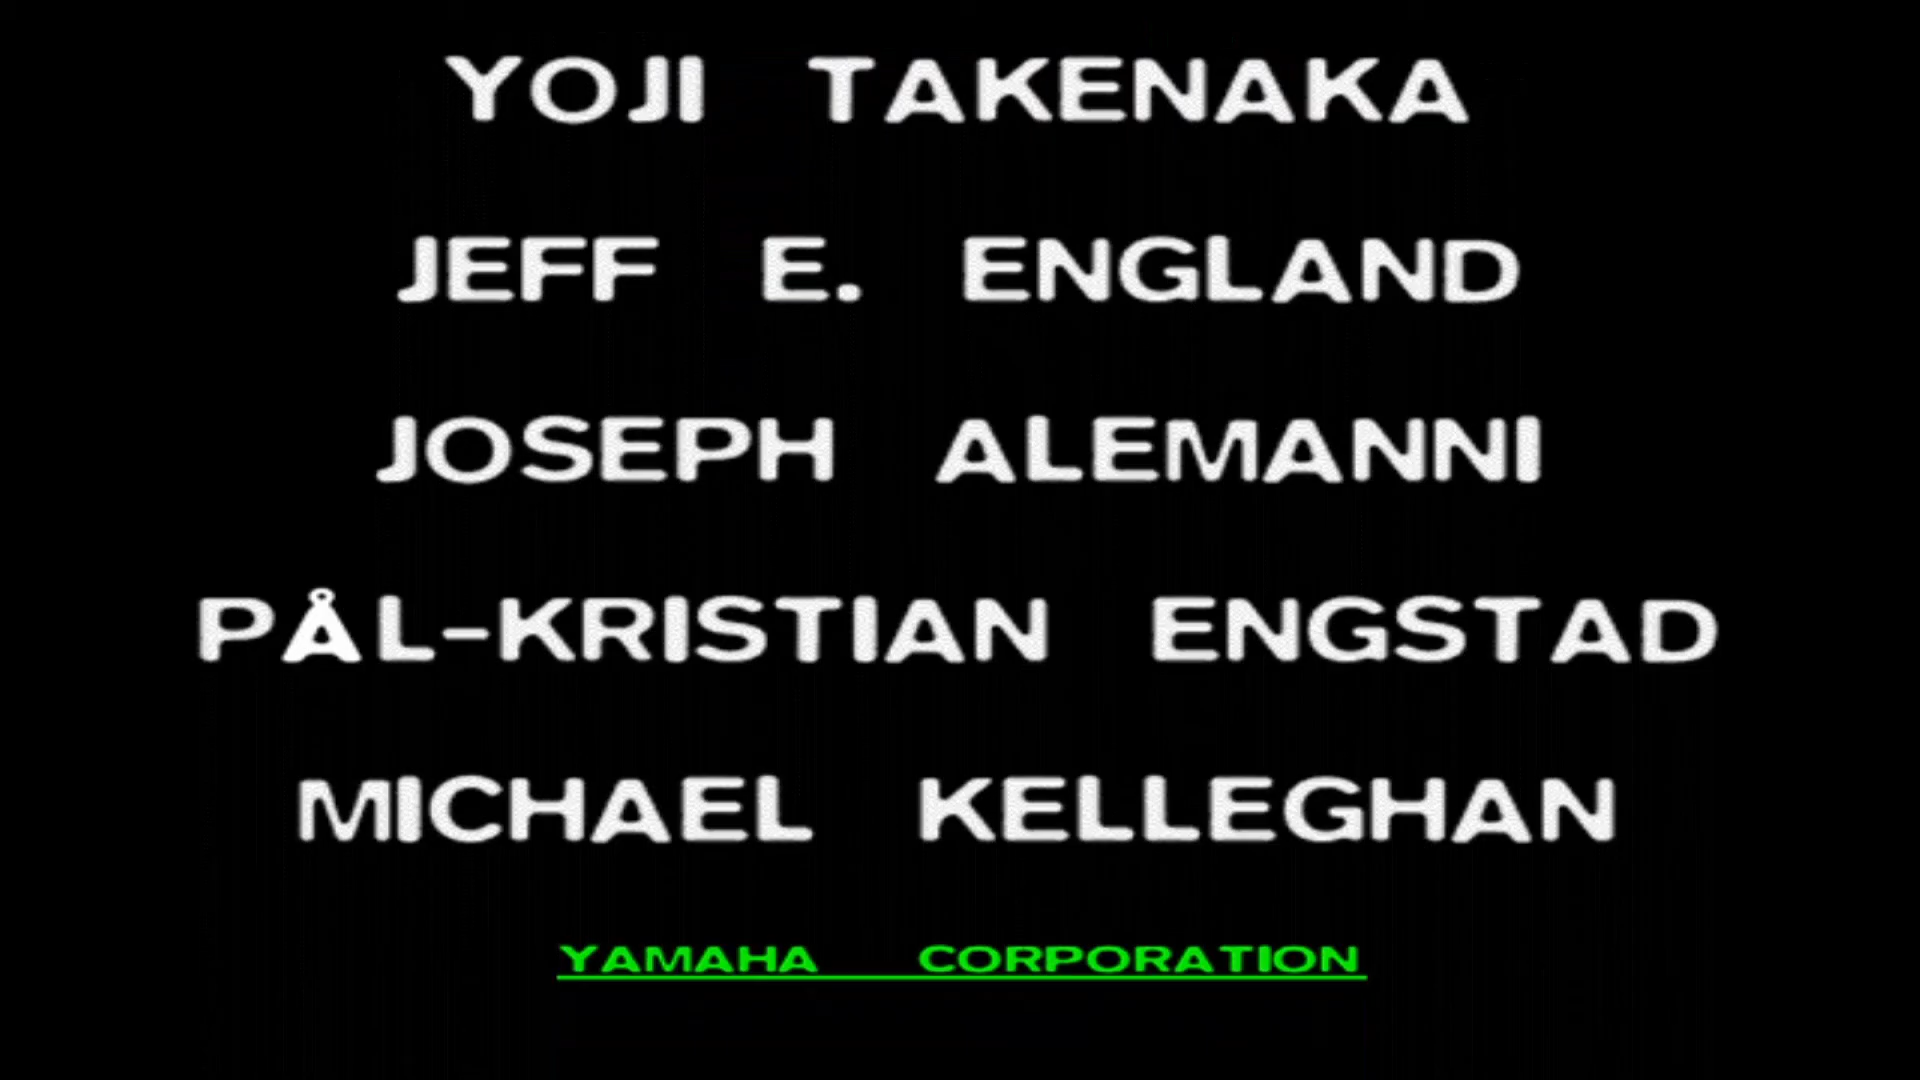 YOJI TAKENAKA
JEFF E. ENGLAND
JOSEPH ALEMANNI
PÅL-KRISTIAN ENGSTAD
MICHAEL KELLEGHAN
YAMAHA CORPORATION